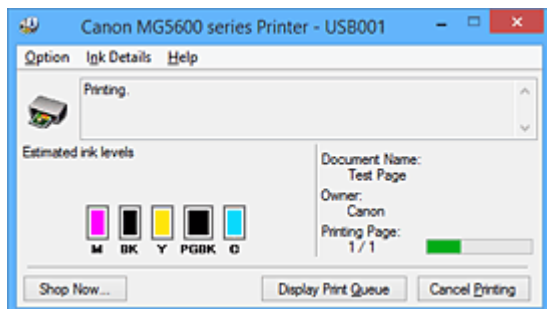 Canon MG5600 series Printer - USB001
Option Ink Details Help
Printing.
Estimated ink levels
Document Name:
Test Page
Owner:
Canon
Printing Page:
1 / 1
M BK Y PGBK C
Shop Now... Display Print Queue Cancel Printing